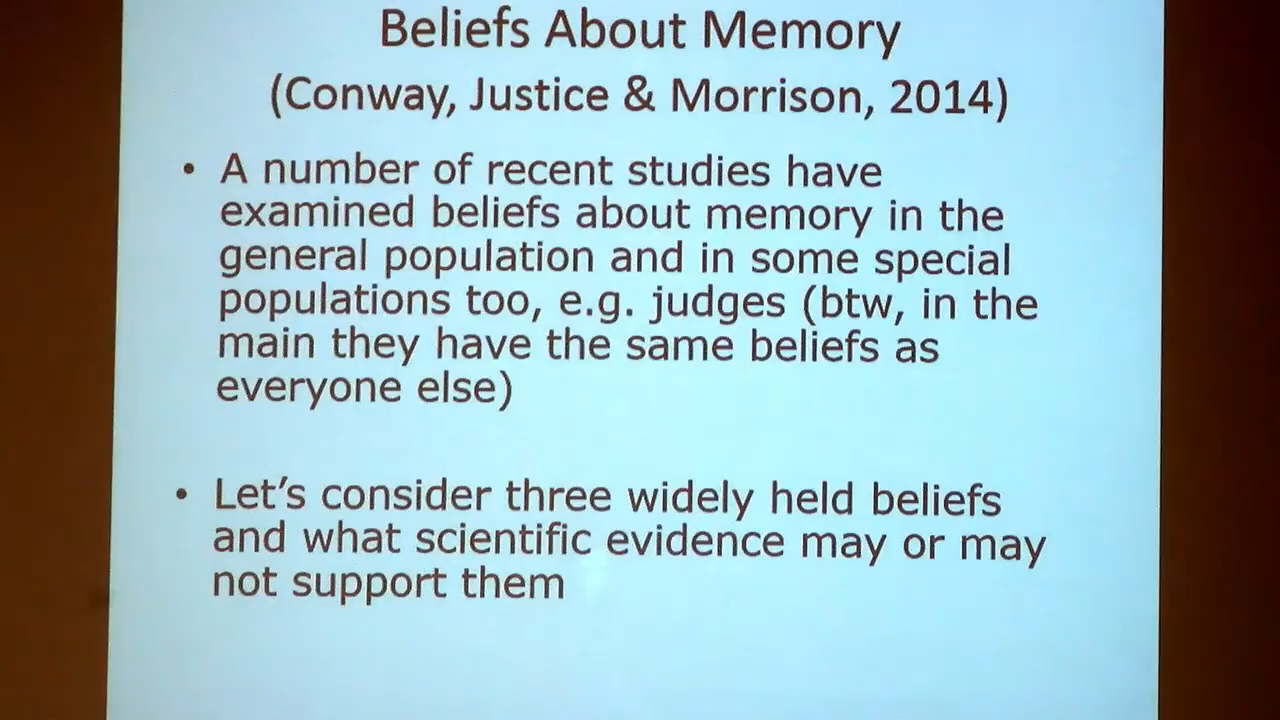 Beliefs About Memory
(Conway, Justice & Morrison, 2014)
• A number of recent studies have
examined beliefs about memory in the
general population and in some special
populations too, e.g. judges (btw, in the
main they have the same beliefs as
everyone else)
• Let's consider three widely held beliefs
and what scientific evidence may or may
not support them